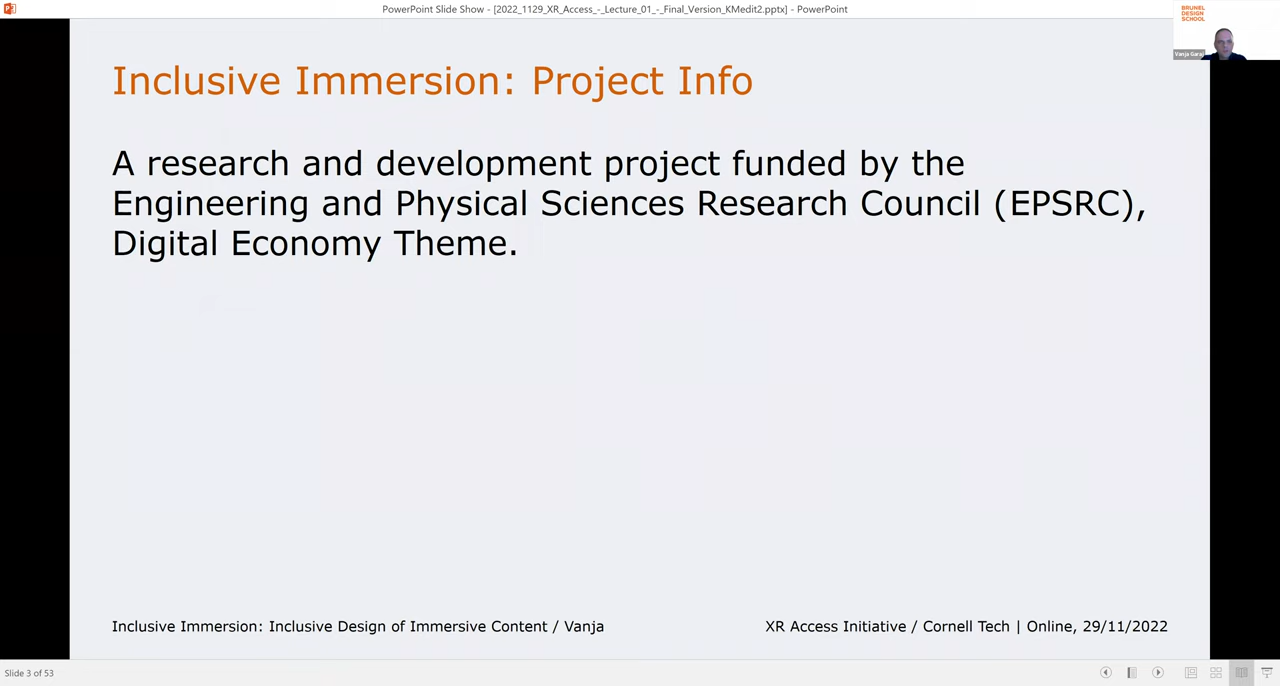 PowerPoint Slide Show - [2022_1129_XR_Access_-_Lecture_01_-_Final_Version_KMedit2.pptx] - PowerPoint
BRUNEL
DESIGN
SCHOOL
Vanja Garaj
Inclusive Immersion: Project Info
A research and development project funded by the
Engineering and Physical Sciences Research Council (EPSRC),
Digital Economy Theme.
Inclusive Immersion: Inclusive Design of Immersive Content / Vanja
XR Access Initiative / Cornell Tech | Online, 29/11/2022
Slide 3 of 53